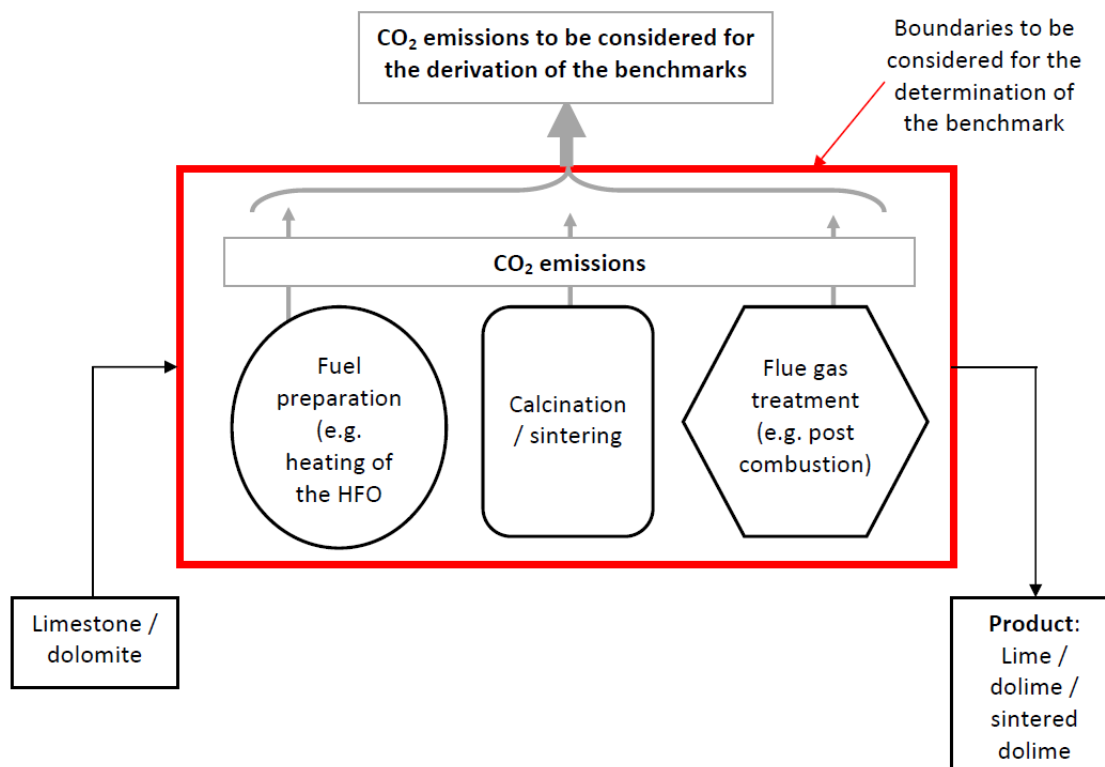 CO₂ emissions to be considered for
the derivation of the benchmarks
Boundaries to be
considered for the
determination of
the benchmark
CO₂ emissions
Fuel
preparation
(e.g.
heating of
the HFO
Calcination
/ sintering
Flue gas
treatment
(e.g. post
combustion)
Limestone /
dolomite
Product:
Lime /
dolime /
sintered
dolime